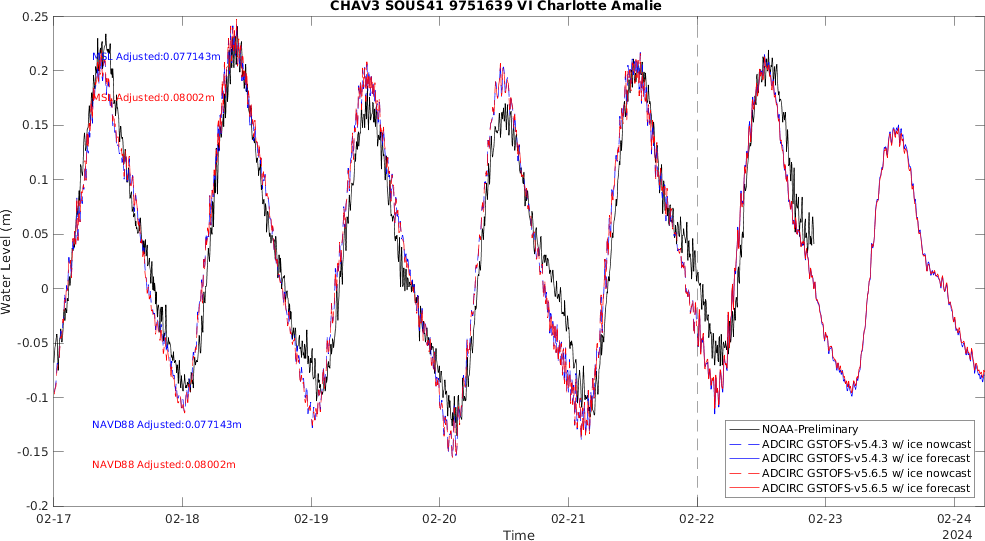 CHAV3 SOUS41 9751639 VI Charlotte Amalie
0.25
0.2
0.15
0.1
0.05
0
-0.05
-0.1
-0.15
-0.2
Water Level (m)
MSL Adjusted:0.077143m
MSL Adjusted:0.08002m
NAVD88 Adjusted:0.077143m
NAVD88 Adjusted:0.08002m
NOAA-Preliminary
ADCIRC GSTOFS-v5.4.3 w/ ice nowcast
ADCIRC GSTOFS-v5.4.3 w/ ice forecast
ADCIRC GSTOFS-v5.6.5 w/ ice nowcast
ADCIRC GSTOFS-v5.6.5 w/ ice forecast
02-17 02-18 02-19 02-20 02-21 02-22 02-23 02-24
Time
2024